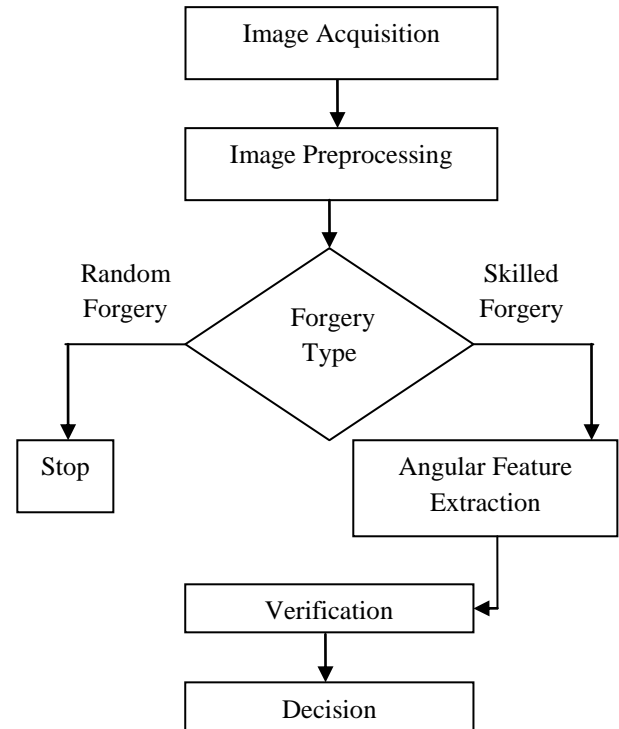 Image Acquisition
Image Preprocessing
Random
Forgery
Skilled
Forgery
Forgery
Type
Stop
Angular Feature
Extraction
Verification
Decision